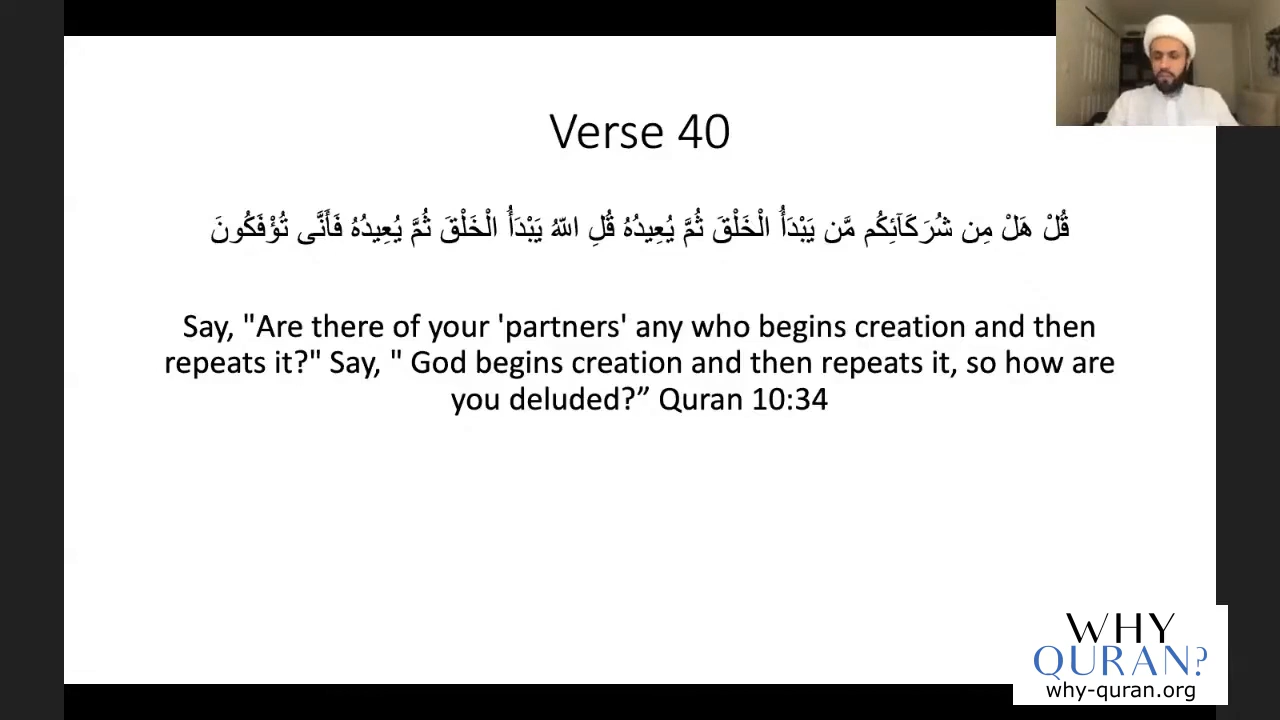 Verse 40
قُلْ هَلْ مِن شُرَكَآئِكُم مَّن يَبْدَأُ الْخَلْقَ ثُمَّ يُعِيدُهُ قُلِ اللّهُ يَبْدَأُ الْخَلْقَ ثُمَّ يُعِيدُهُ فَأَنَّى تُؤْفَكُونَ
Say, "Are there of your 'partners' any who begins creation and then
repeats it?" Say, " God begins creation and then repeats it, so how are
you deluded?” Quran 10:34
WHY
QURAN?
why-quran.org